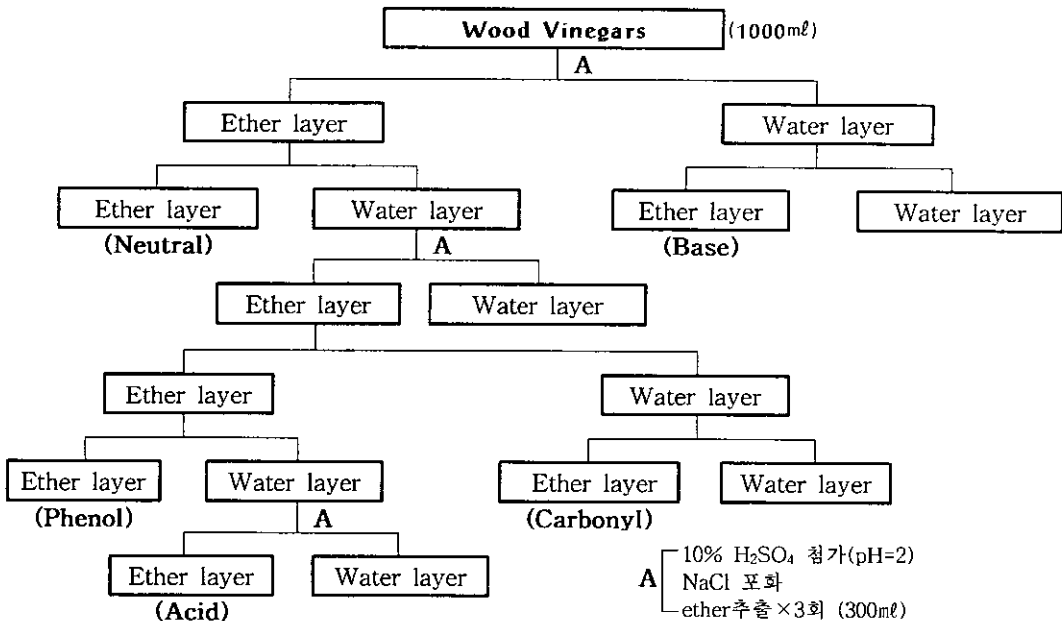 Wood Vinegars (1000㎖)
A
Ether layer
Water layer
Ether layer
Water layer
Ether layer
Water layer
(Neutral)
A
(Base)
Ether layer
Water layer
Ether layer
Water layer
Ether layer
Water layer
Ether layer
Water layer
(Phenol)
A
(Carbonyl)
Ether layer
Water layer
(Acid)
A
10% H₂SO₄ 첨가(pH=2)
NaCl 포화
ether추출×3회 (300㎖)